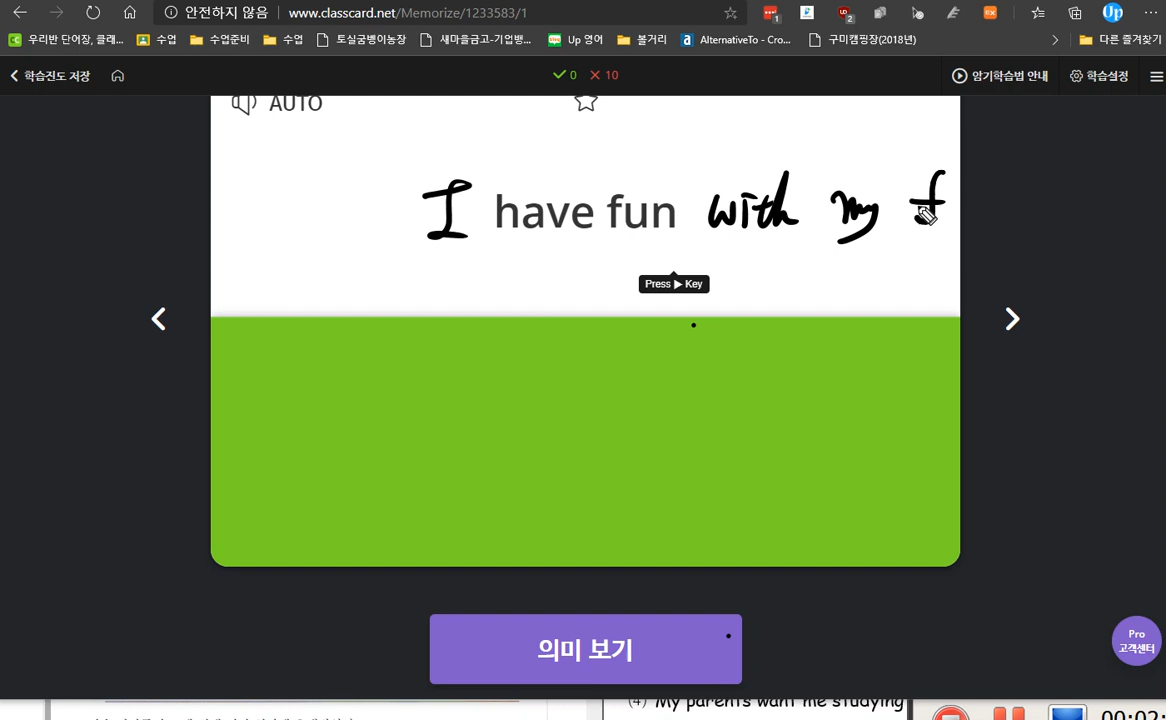 안전하지 않음 www.classcard.net/Memorize/1233583/1
우리반 단어장, 클래... 수업 수업준비 수업 토실굼벵이농장 새마을금고-기업뱅... Up 영어 볼거리 AlternativeTo - Cro... 구미캠핑장(2018년) 다른 즐겨찾기
학습진도 저장 0 10 암기학습법 안내 학습설정
AUTO
I have fun with my f
Press ▶ Key
의미 보기
Pro
고객센터
(4) My parents want me studying
00:02: